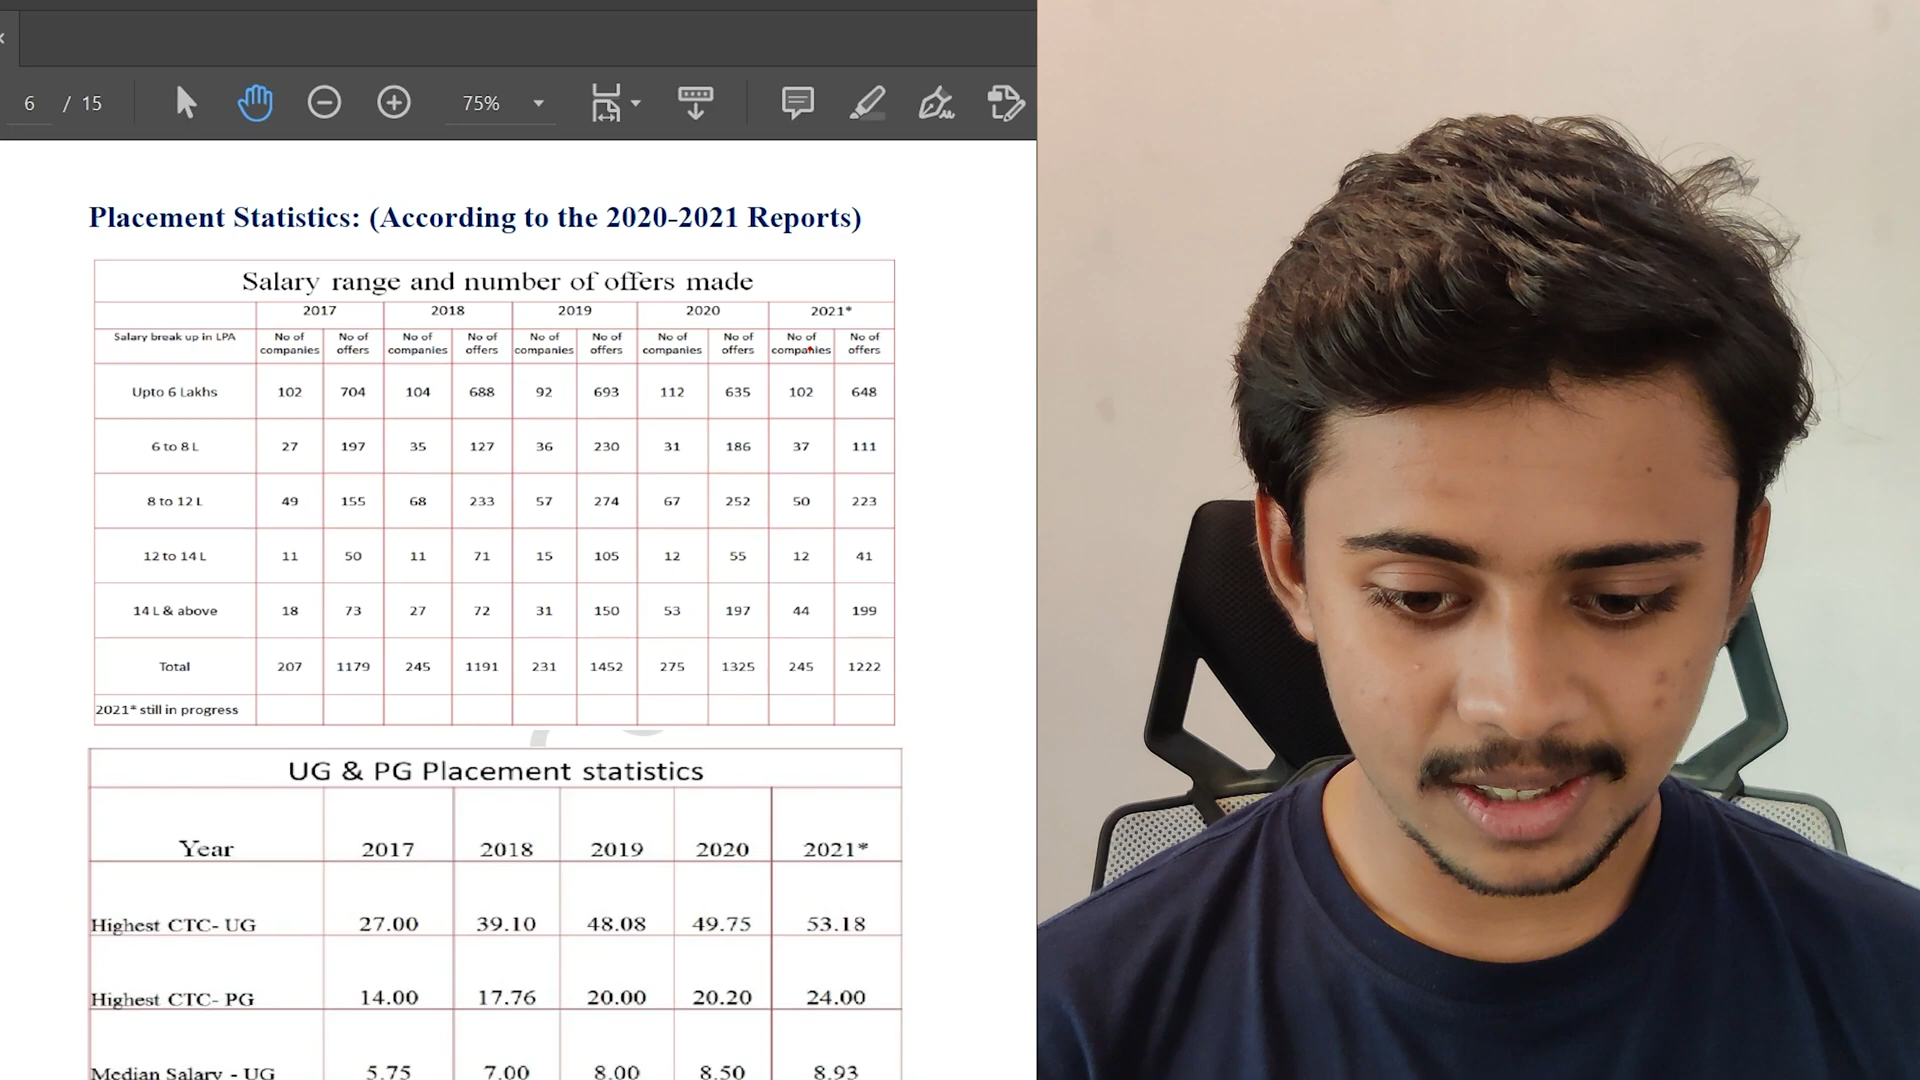 6 / 15 75%
Placement Statistics: (According to the 2020-2021 Reports)
Salary range and number of offers made
2017 2018 2019 2020 2021*
Salary break up in LPA No of companies No of offers No of companies No of offers No of companies No of offers No of companies No of offers No of companies No of offers
Upto 6 Lakhs 102 704 104 688 92 693 112 635 102 648
6 to 8 L 27 197 35 127 36 230 31 186 37 111
8 to 12 L 49 155 68 233 57 274 67 252 50 223
12 to 14 L 11 50 11 71 15 105 12 55 12 41
14 L & above 18 73 27 72 31 150 53 197 44 199
Total 207 1179 245 1191 231 1452 275 1325 245 1222
2021* still in progress
UG & PG Placement statistics
Year 2017 2018 2019 2020 2021*
Highest CTC- UG 27.00 39.10 48.08 49.75 53.18
Highest CTC- PG 14.00 17.76 20.00 20.20 24.00
Median Salary - UG 5.75 7.00 8.00 8.50 8.93